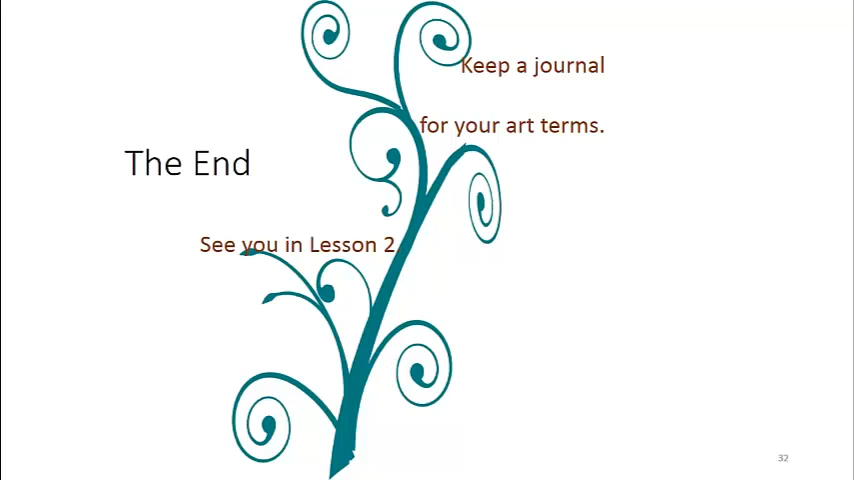 Keep a journal
for your art terms.
The End
See you in Lesson 2.
32